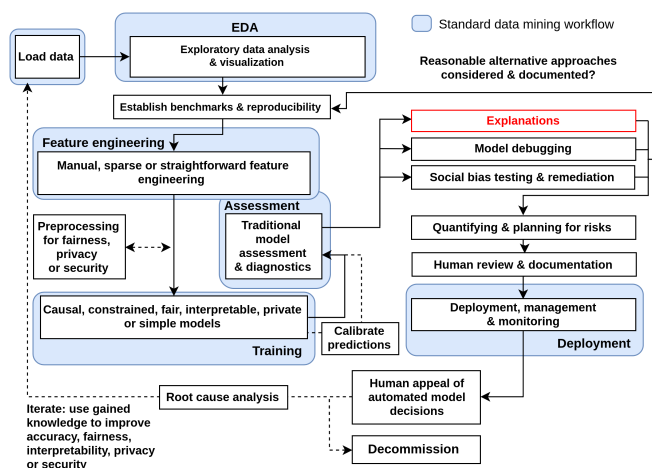 EDA
Standard data mining workflow
Load data
Exploratory data analysis
& visualization
Reasonable alternative approaches
considered & documented?
Establish benchmarks & reproducibility
Explanations
Feature engineering
Model debugging
Manual, sparse or straightforward feature
engineering
Social bias testing & remediation
Assessment
Preprocessing
for fairness,
privacy
or security
Traditional
model
assessment
& diagnostics
Quantifying & planning for risks
Human review & documentation
Causal, constrained, fair, interpretable, private
or simple models
Training
Calibrate
predictions
Deployment, management
& monitoring
Deployment
Human appeal of
automated model
decisions
Root cause analysis
Iterate: use gained
knowledge to improve
accuracy, fairness,
interpretability, privacy
or security
Decommission